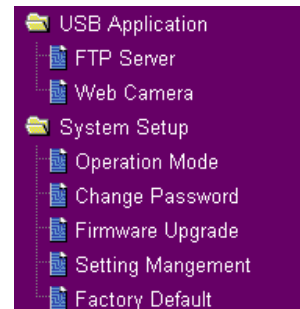 USB Application
FTP Server
Web Camera
System Setup
Operation Mode
Change Password
Firmware Upgrade
Setting Mangement
Factory Default